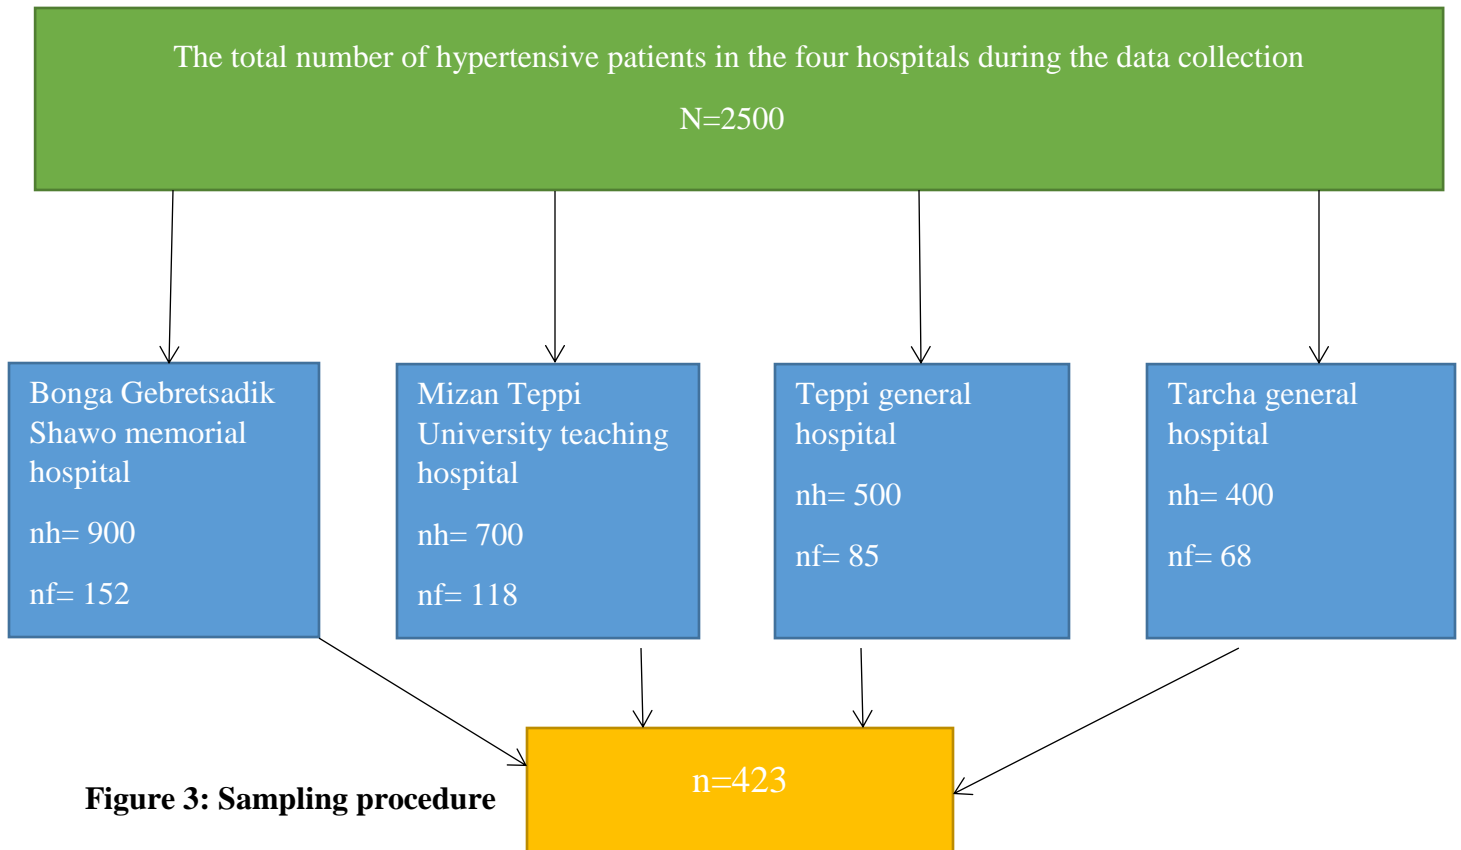 The total number of hypertensive patients in the four hospitals during the data collection
N=2500
Bonga Gebretsadik
Shawo memorial
hospital
nh= 900
nf= 152
Mizan Teppi
University teaching
hospital
nh= 700
nf= 118
Teppi general
hospital
nh= 500
nf= 85
Tarcha general
hospital
nh= 400
nf= 68
n=423
Figure 3: Sampling procedure